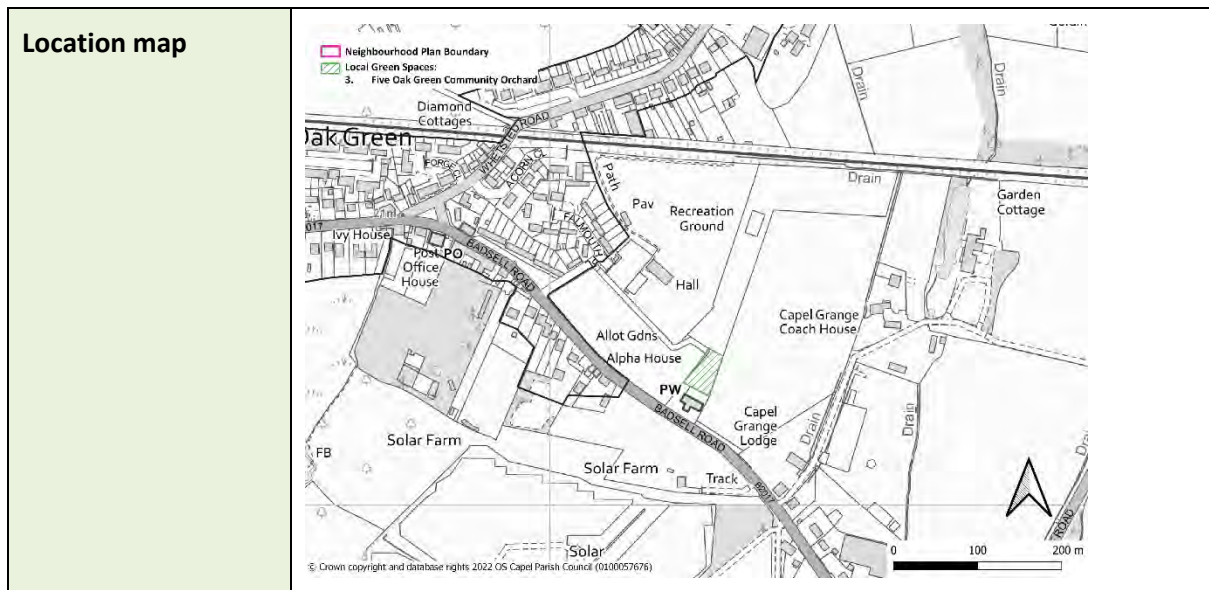 Location map
Neighbourhood Plan Boundary
Local Green Spaces:
3. Five Oak Green Community Orchard
Diamond
Cottages
Oak Green
WHETSTED ROAD
FORGE CL
ACORN CL
Path
Pav
Recreation
Ground
Drain
Drain
Drain
Garden
Cottage
Ivy House
Post
Office
House
PO
BADSELL ROAD
FALMOUTH
Hall
Capel Grange
Coach House
Allot Gdns
Alpha House
PW
BADSELL ROAD
Capel
Grange
Lodge
Drain
Drain
Solar Farm
FB
Solar Farm
Track
B2017
Solar
ROAD
0 100 200 m
© Crown copyright and database rights 2022 OS Capel Parish Council (0100057676)